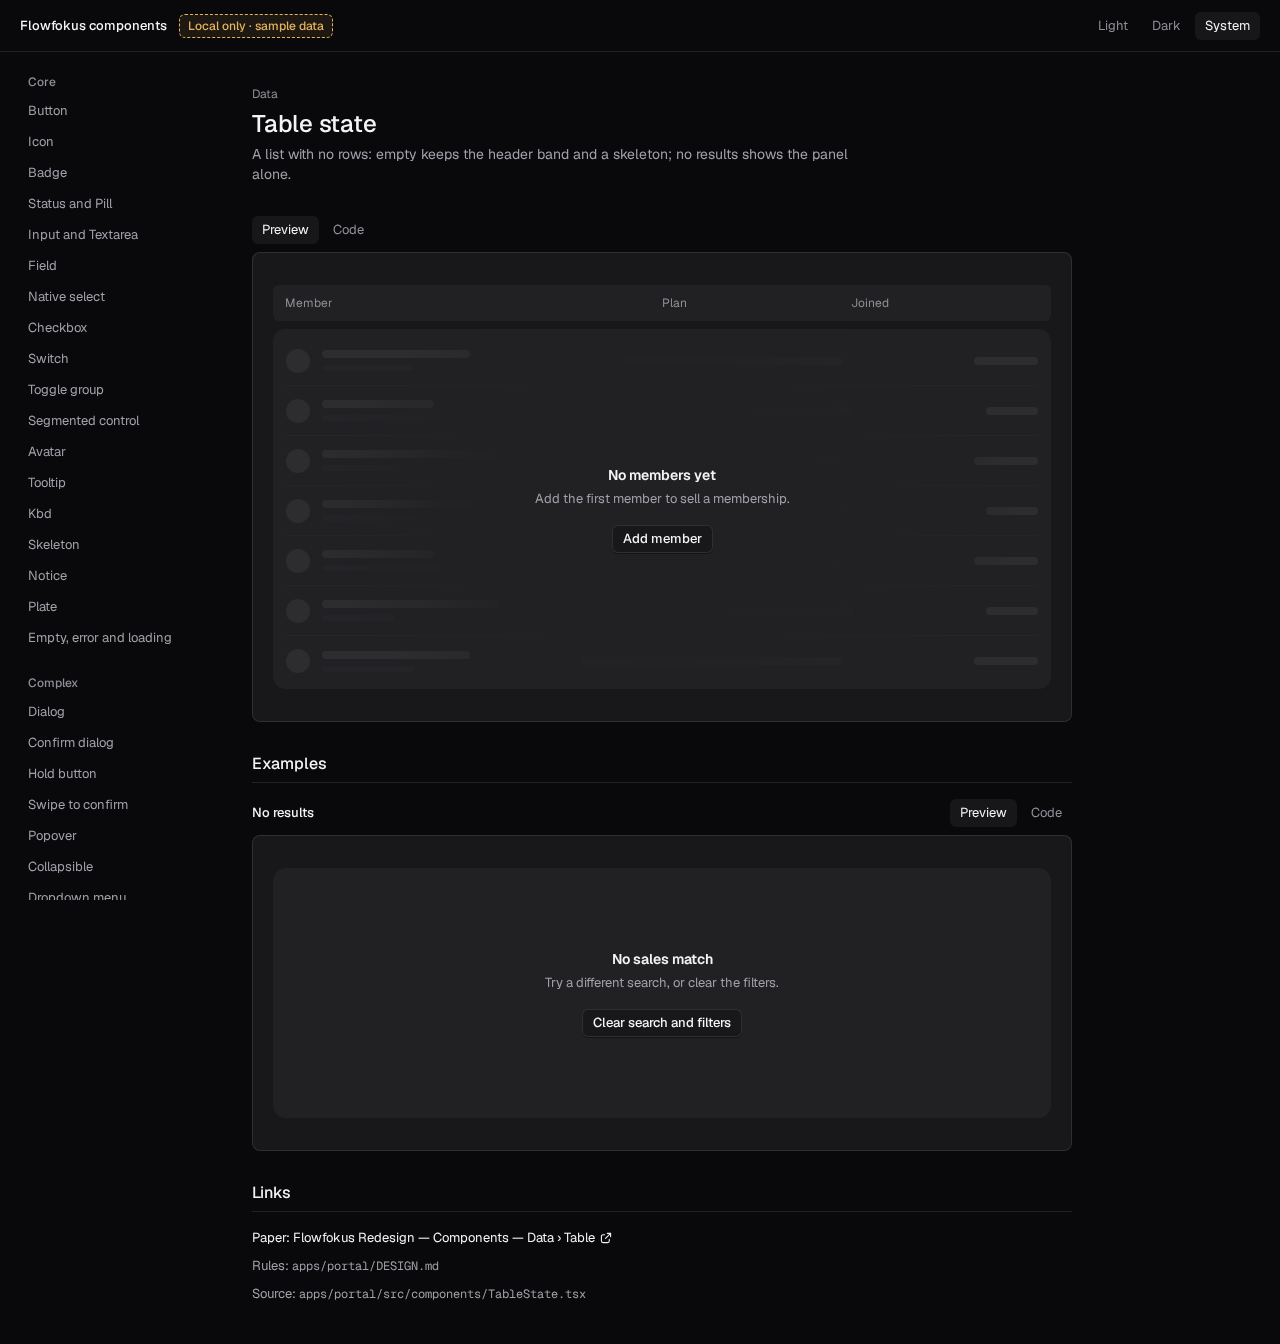 Flowfokus components
Local only · sample data
Light
Dark
System
Core
Button
Icon
Badge
Status and Pill
Input and Textarea
Field
Native select
Checkbox
Switch
Toggle group
Segmented control
Avatar
Tooltip
Kbd
Skeleton
Notice
Plate
Empty, error and loading
Complex
Dialog
Confirm dialog
Hold button
Swipe to confirm
Popover
Collapsible
Dropdown menu
Data
Table state
A list with no rows: empty keeps the header band and a skeleton; no results shows the panel
alone.
Preview
Code
Member
Plan
Joined
No members yet
Add the first member to sell a membership.
Add member
Examples
No results
Preview
Code
No sales match
Try a different search, or clear the filters.
Clear search and filters
Links
Paper: Flowfokus Redesign — Components — Data › Table
Rules: apps/portal/DESIGN.md
Source: apps/portal/src/components/TableState.tsx